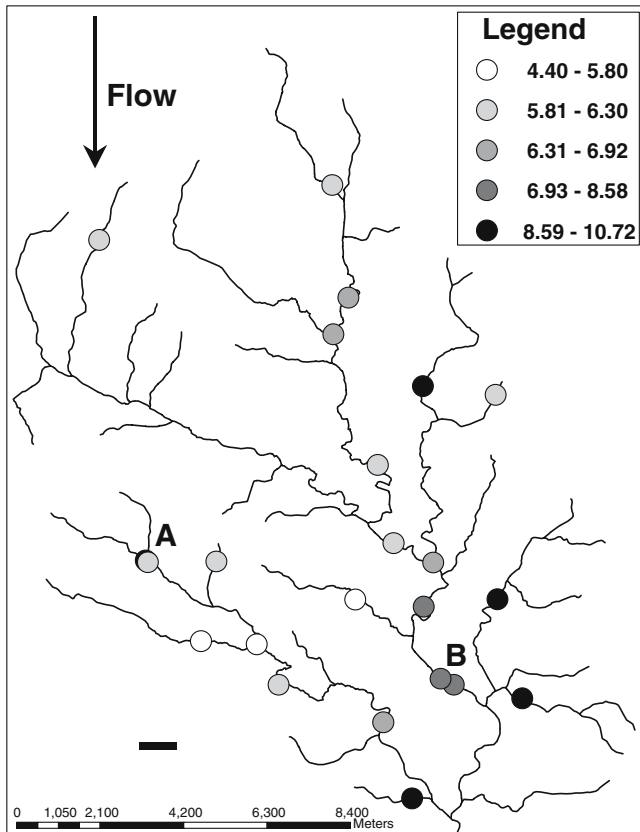 Legend
4.40 - 5.80
5.81 - 6.30
6.31 - 6.92
6.93 - 8.58
8.59 - 10.72
Flow
A
B
0 1,050 2,100 4,200 6,300 8,400
Meters